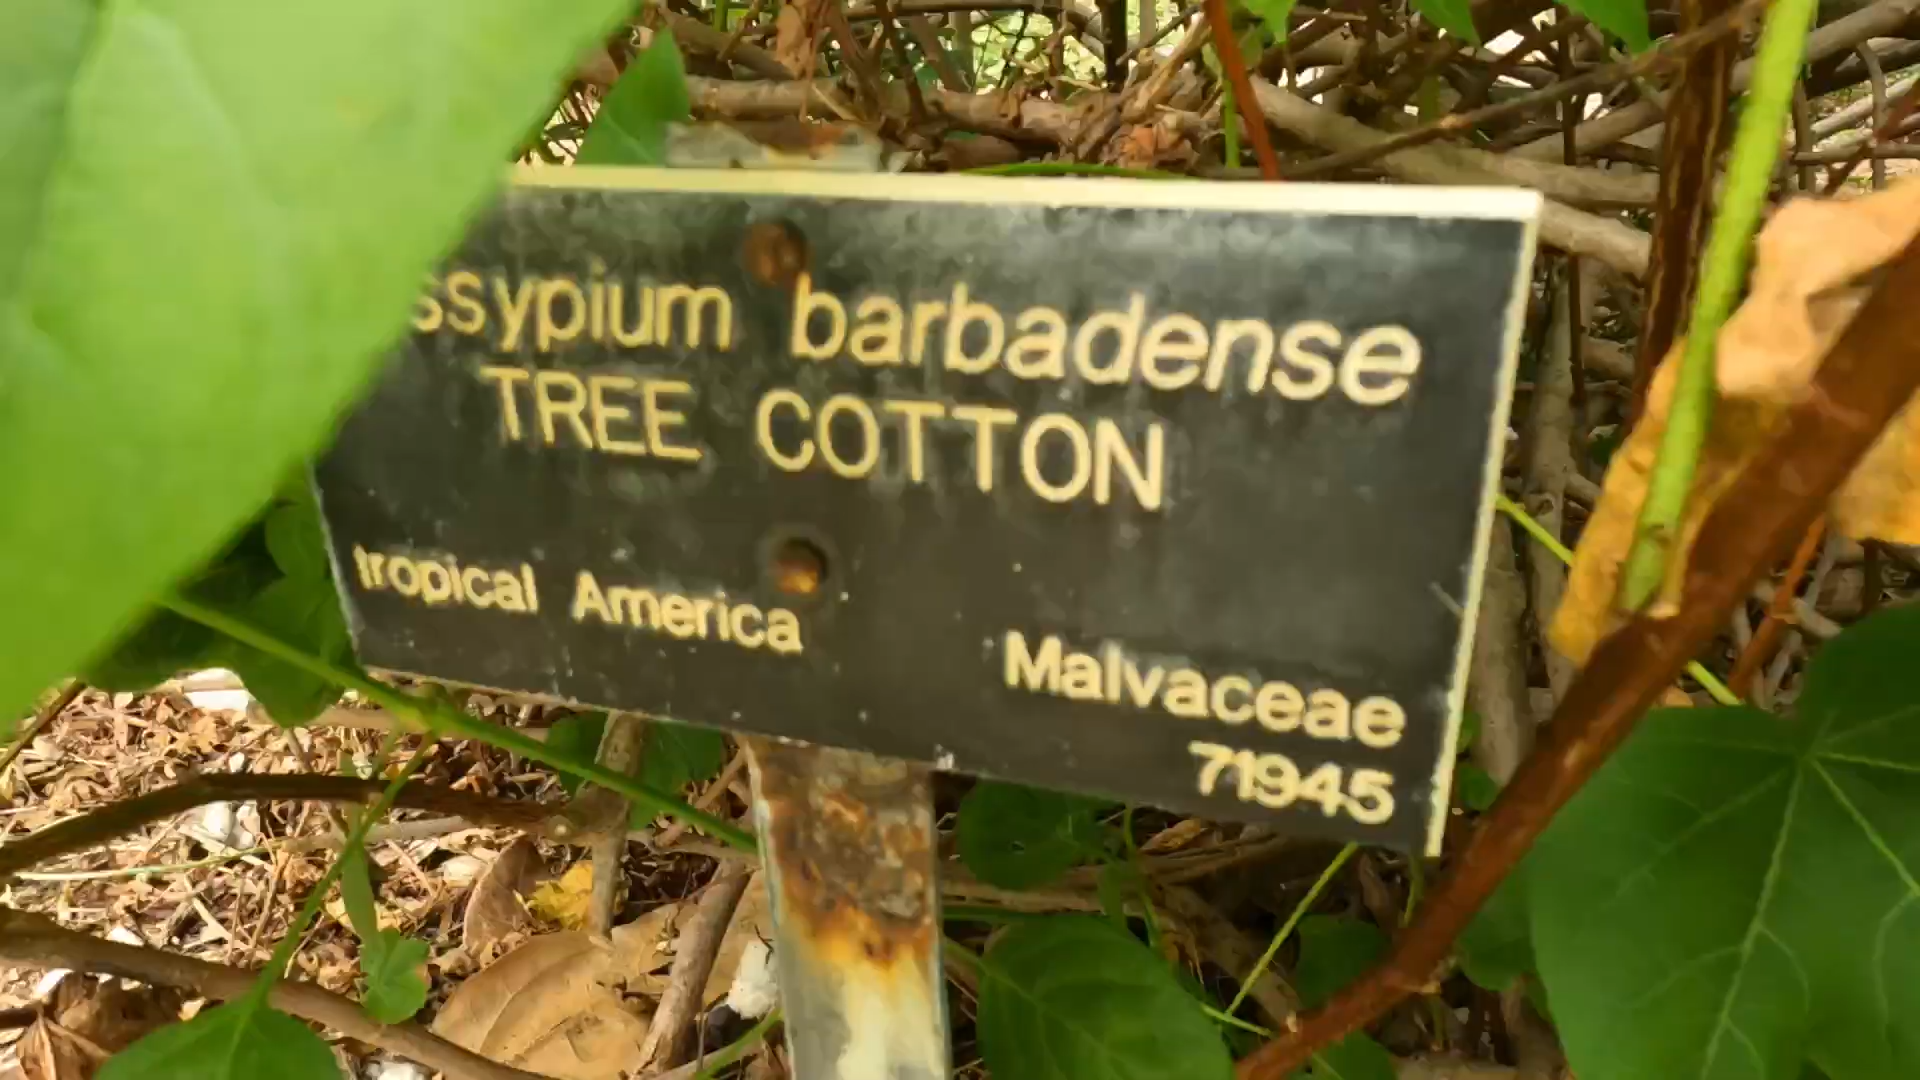 ssypium barbadense
TREE COTTON
tropical America
Malvaceae
71945